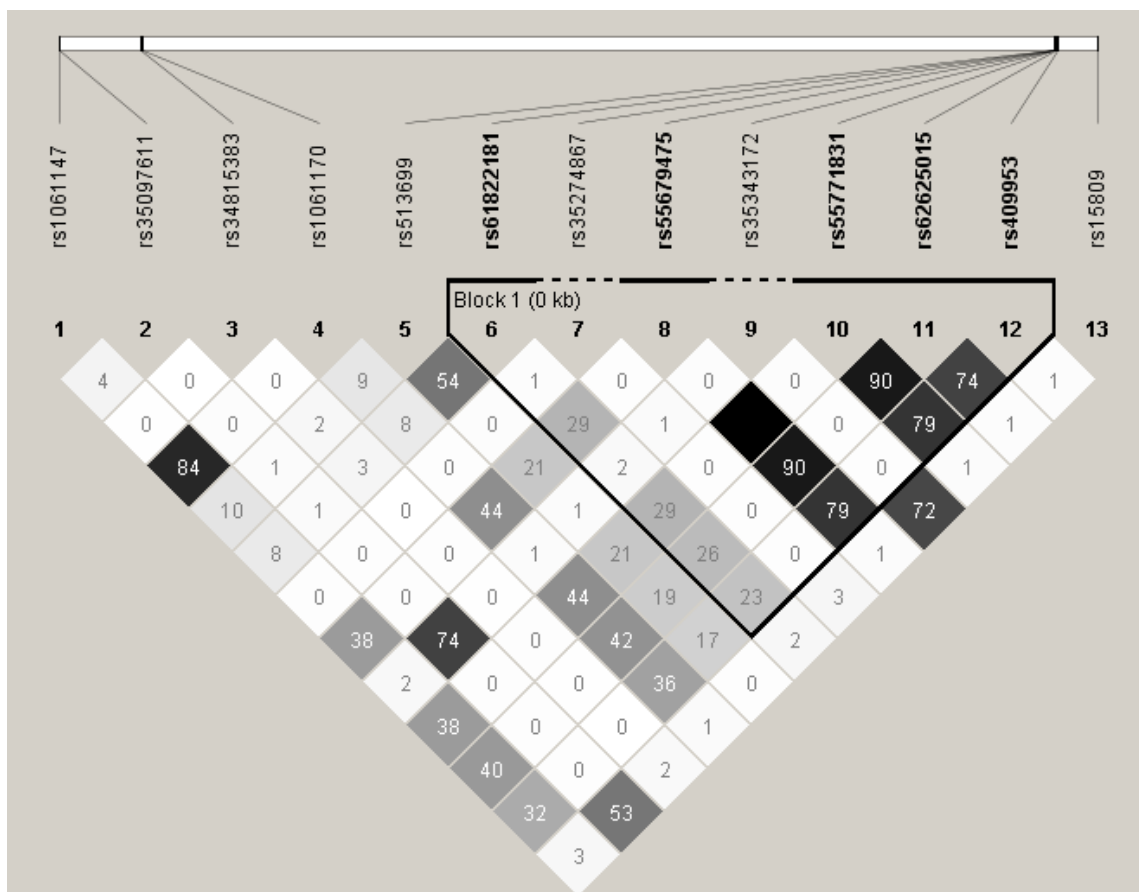 rs1061147
rs35097611
rs34815383
rs1061170
rs513699
rs61822181
rs35274867
rs55679475
rs35343172
rs55771831
rs62625015
rs409953
rs15809
Block 1 (0 kb)
1 2 3 4 5 6 7 8 9 10 11 12 13
4 0 0 9 54 1 0 0 0 90 74 1
0 0 2 8 0 29 1 0 79 1
84 1 3 0 21 2 0 90 0 1
10 1 0 44 1 29 0 79 72
8 0 0 1 21 26 0 1
0 0 0 44 19 23 3
38 74 0 42 17 2
2 0 0 36 0
38 0 0 1
40 0 2
32 53
3